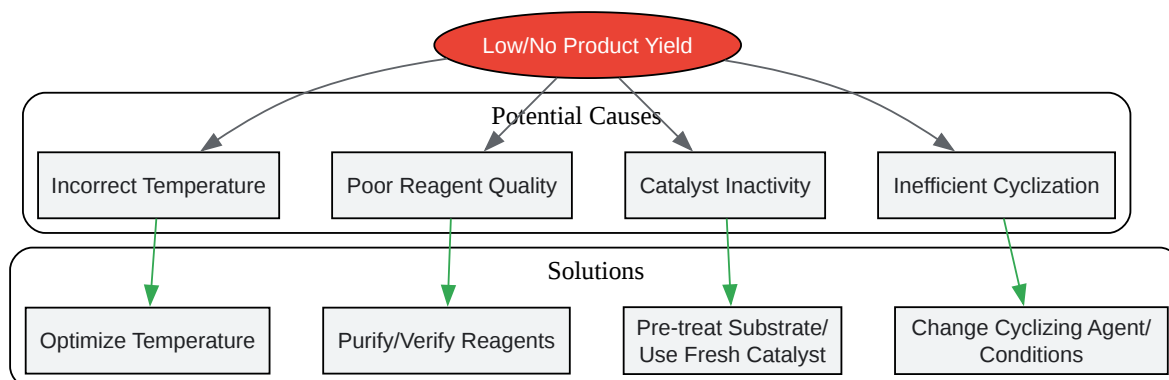 Low/No Product Yield
Potential Causes
Incorrect Temperature
Poor Reagent Quality
Catalyst Inactivity
Inefficient Cyclization
Solutions
Optimize Temperature
Purify/Verify Reagents
Pre-treat Substrate/
Use Fresh Catalyst
Change Cyclizing Agent/
Conditions